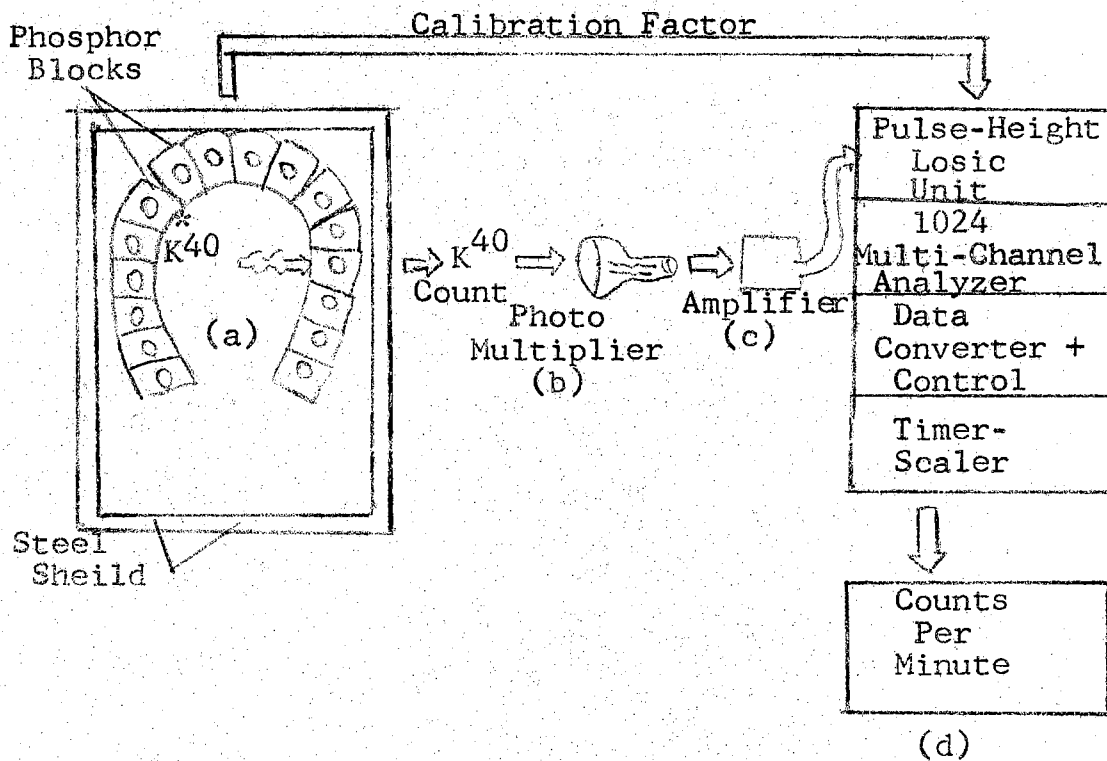 Calibration Factor
Phosphor
Blocks
K40
(a)
Steel
Sheild
K40
Count
Photo
Multiplier
(b)
Amplifier
(c)
Pulse-Height
Losic
Unit
1024
Multi-Channel
Analyzer
Data
Converter +
Control
Timer-
Scaler
Counts
Per
Minute
(d)